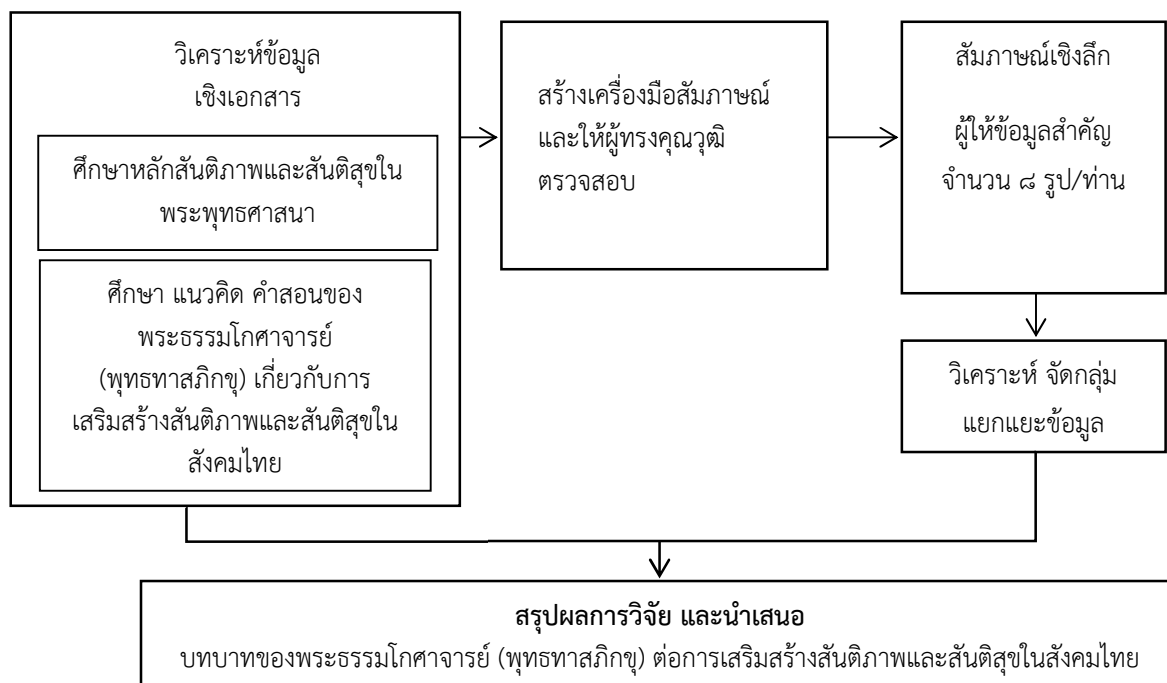 วิเคราะห์ข้อมูล
เชิงเอกสาร
ศึกษาหลักสันติภาพและสันติสุขใน
พระพุทธศาสนา
ศึกษา แนวคิด คำสอนของ
พระธรรมโกศาจารย์
(พุทธทาสภิกขุ) เกี่ยวกับการ
เสริมสร้างสันติภาพและสันติสุขใน
สังคมไทย
สร้างเครื่องมือสัมภาษณ์
และให้ผู้ทรงคุณวุฒิ
ตรวจสอบ
สัมภาษณ์เชิงลึก
ผู้ให้ข้อมูลสำคัญ
จำนวน ๘ รูป/ท่าน
วิเคราะห์ จัดกลุ่ม
แยกแยะข้อมูล
สรุปผลการวิจัย และนำเสนอ
บทบาทของพระธรรมโกศาจารย์ (พุทธทาสภิกขุ) ต่อการเสริมสร้างสันติภาพและสันติสุขในสังคมไทย